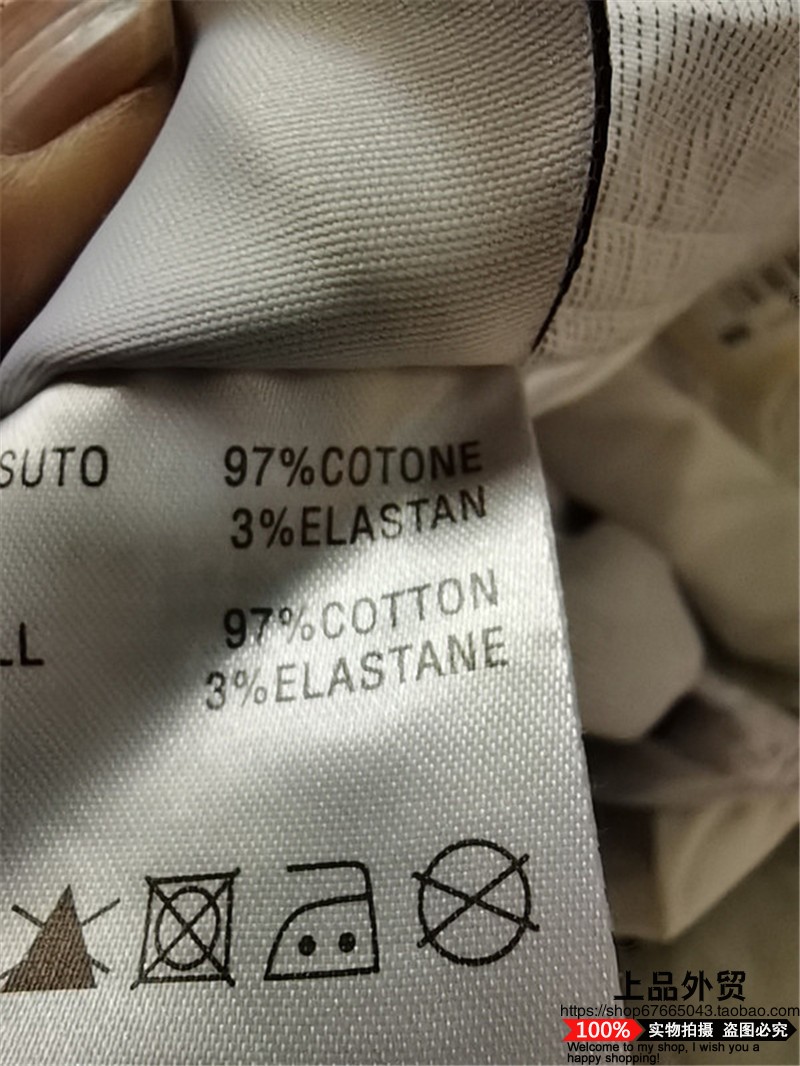 SUTO 97%COTONE
3%ELASTAN
97%COTTON
LL
3%ELASTANE
上品外贸
https://shop67665043.taobao.com
100% 实物拍摄 盗图必究
Welcome to my shop, I wish you a
happy shopping!